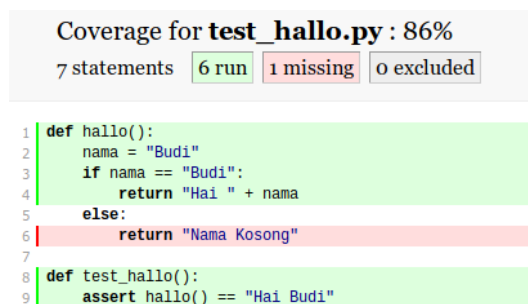 Coverage for test_hallo.py : 86%
7 statements 6 run 1 missing 0 excluded
1 def hallo():
2     nama = "Budi"
3     if nama == "Budi":
4         return "Hai " + nama
5     else:
6         return "Nama Kosong"
7
8 def test_hallo():
9     assert hallo() == "Hai Budi"